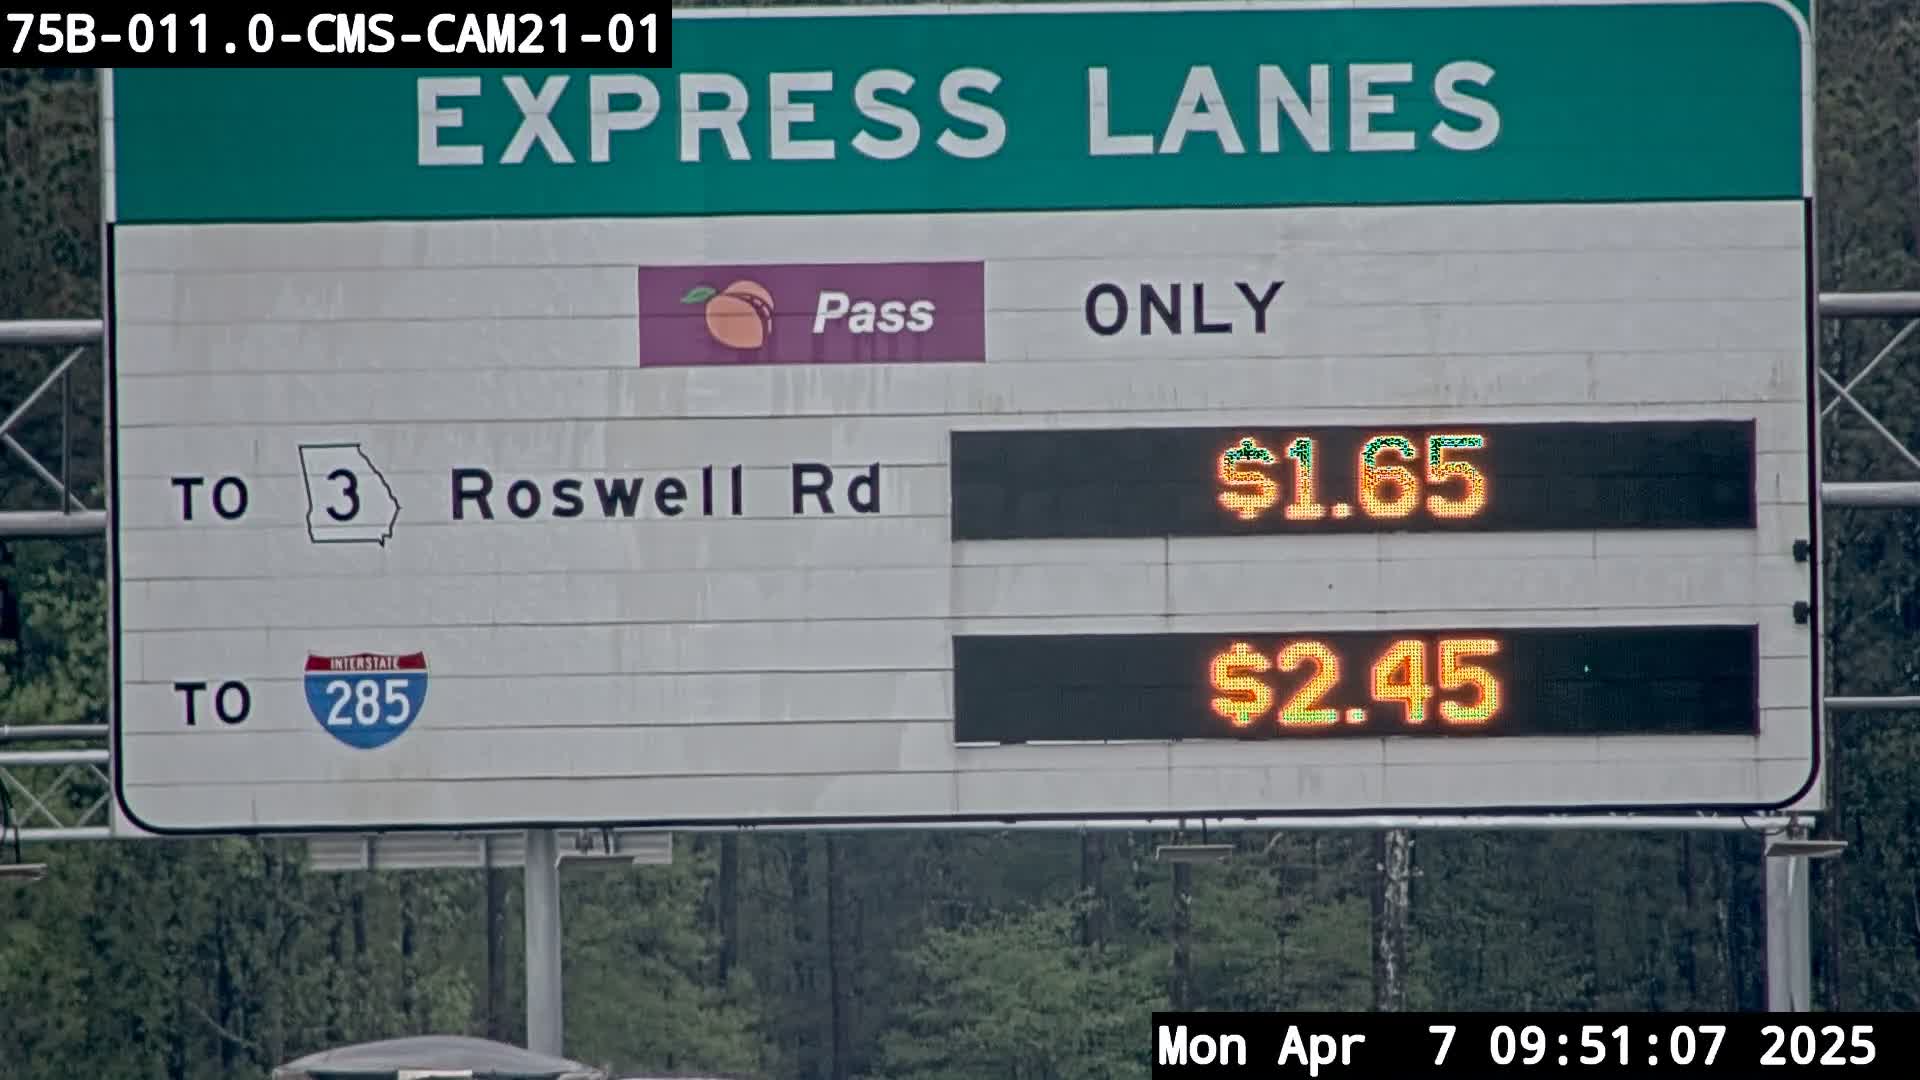 75B-011.0-CMS-CAM21-01
EXPRESS LANES
Pass ONLY
TO 3 Roswell Rd $1.65
INTERSTATE
TO 285 $2.45
Mon Apr 7 09:51:07 2025